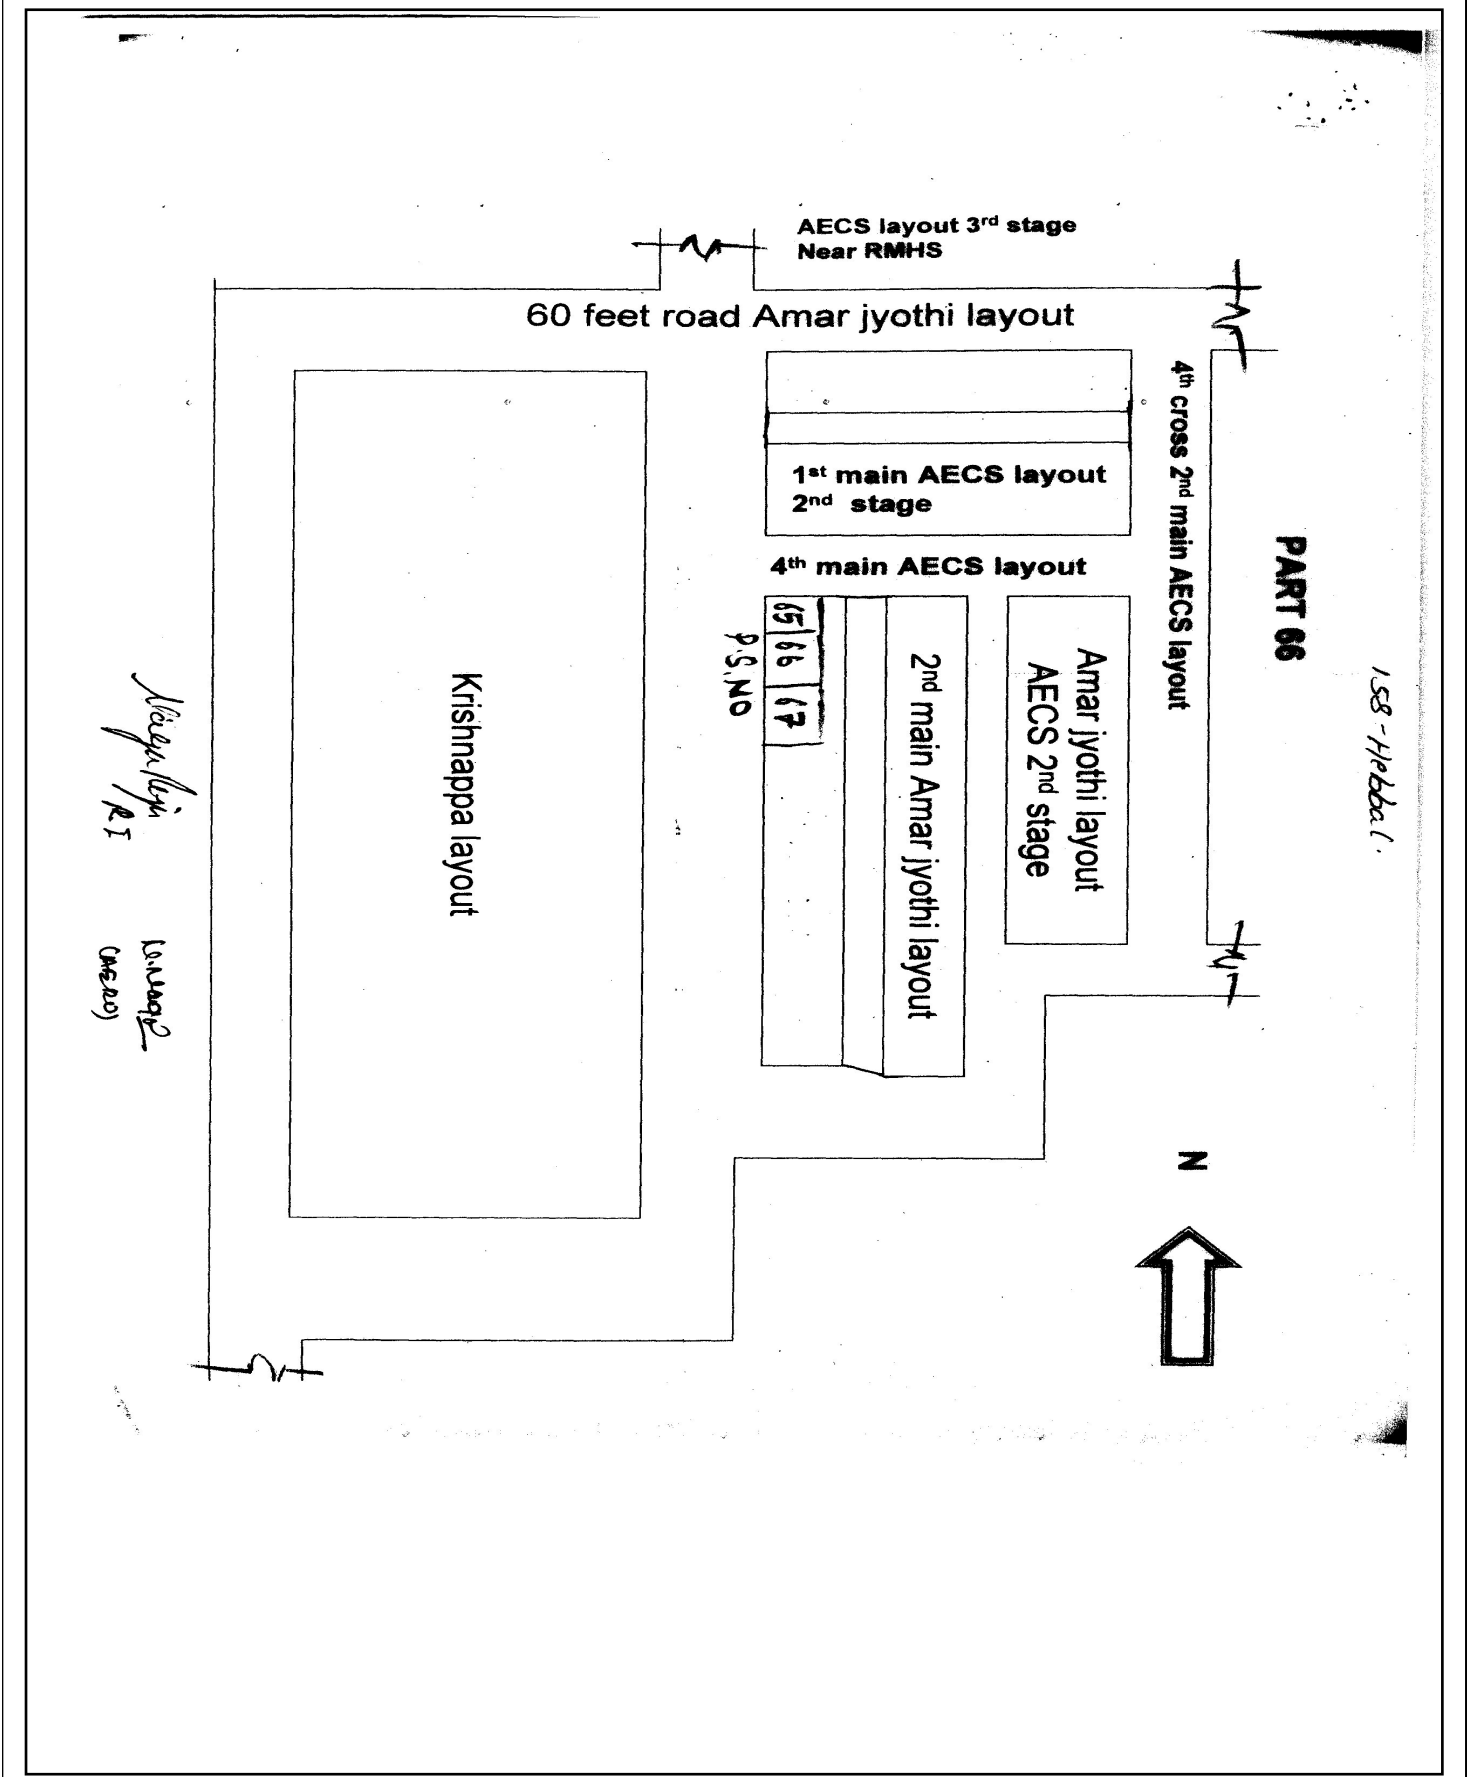 AECS layout 3rd stage
Near RMHS
60 feet road Amar jyothi layout
1st main AECS layout
2nd stage
4th main AECS layout
4th cross 2nd main AECS layout
PART 66
158-Hebbal.
65 66 67
P.S.NO
2nd main Amar jyothi layout
Amar jyothi layout
AECS 2nd stage
Krishnappa layout
RI
(AERO)
N